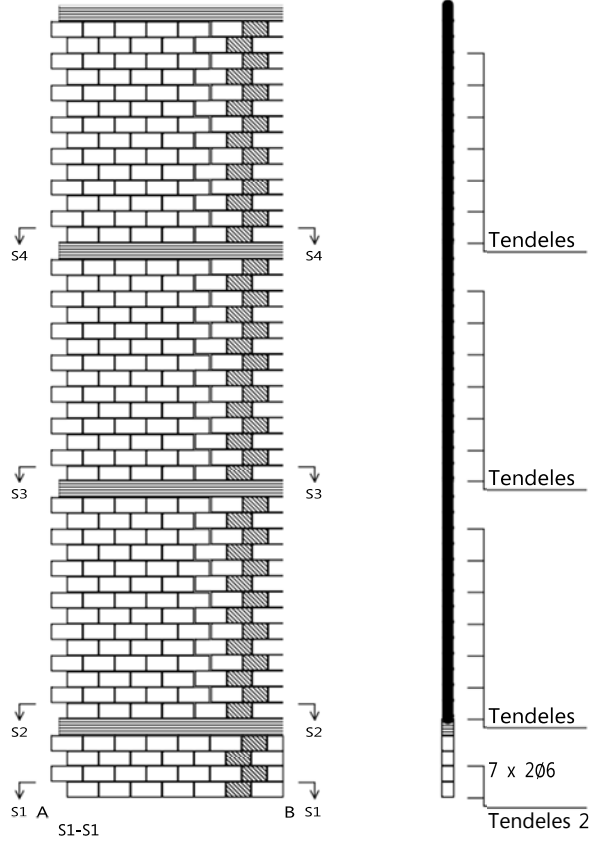 S4 S4
Tendeles
S3 S3
Tendeles
S2 S2
Tendeles
7 x 2Ø6
S1 A B S1
Tendeles 2
S1-S1